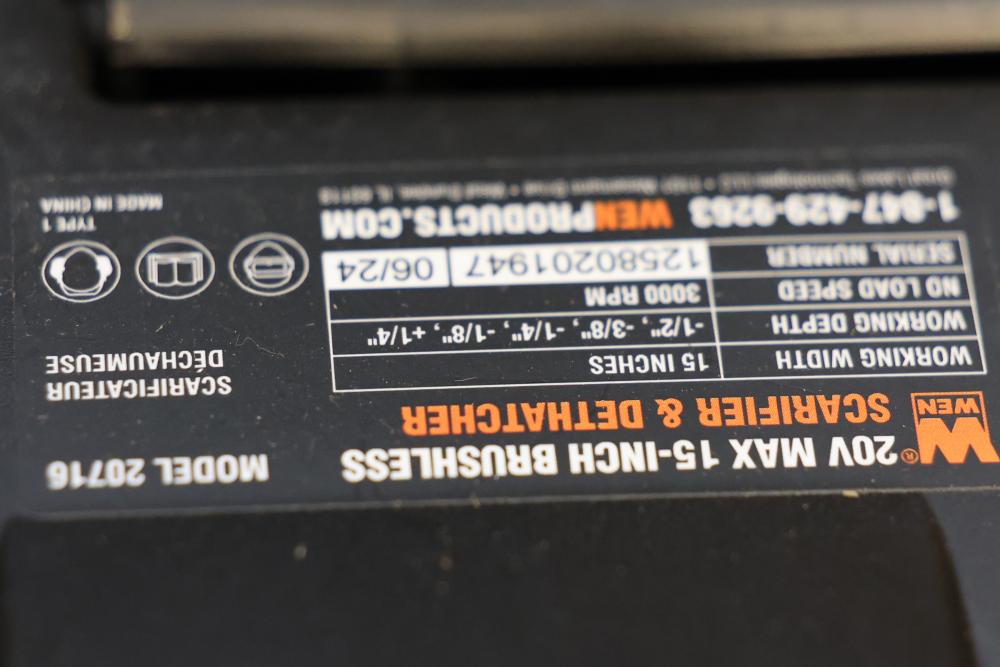 WEN
20V MAX 15-INCH BRUSHLESS
SCARIFIER & DETHATCHER
MODEL 20716
WORKING WIDTH 15 INCHES
WORKING DEPTH -1/2", -3/8", -1/4", -1/8", +1/4"
NO LOAD SPEED 3000 RPM
SERIAL NUMBER 12580201947 06/24
1-847-429-9263 WENPRODUCTS.COM
SCARIFICATEUR
DÉCHAUMEUSE
TYPE 1
MADE IN CHINA